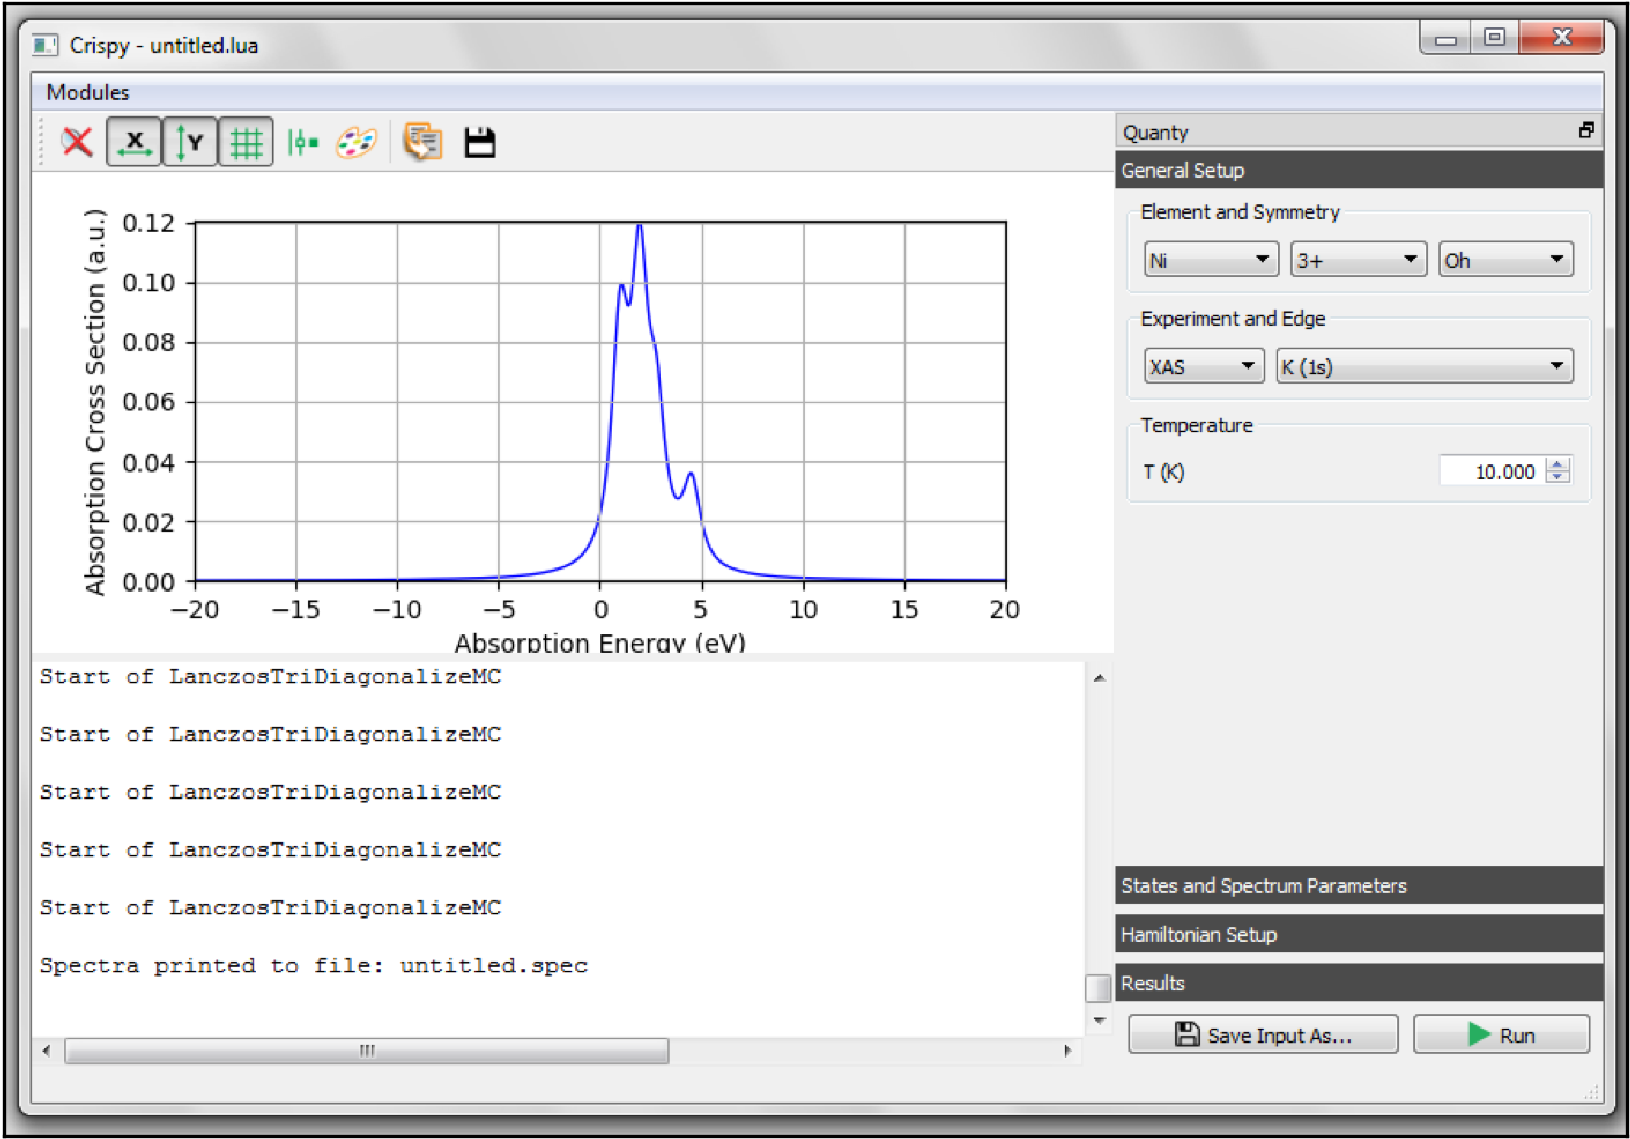 Crispy - untitled.lua
Modules
X
Y
Absorption Cross Section (a.u.)
0.12
0.10
0.08
0.06
0.04
0.02
0.00
−20 −15 −10 −5 0 5 10 15 20
Absorption Energy (eV)
Start of LanczosTriDiagonalizeMC
Start of LanczosTriDiagonalizeMC
Start of LanczosTriDiagonalizeMC
Start of LanczosTriDiagonalizeMC
Start of LanczosTriDiagonalizeMC
Spectra printed to file: untitled.spec
Quanty
General Setup
Element and Symmetry
Ni 3+ Oh
Experiment and Edge
XAS K (1s)
Temperature
T (K) 10.000
States and Spectrum Parameters
Hamiltonian Setup
Results
Save Input As... Run